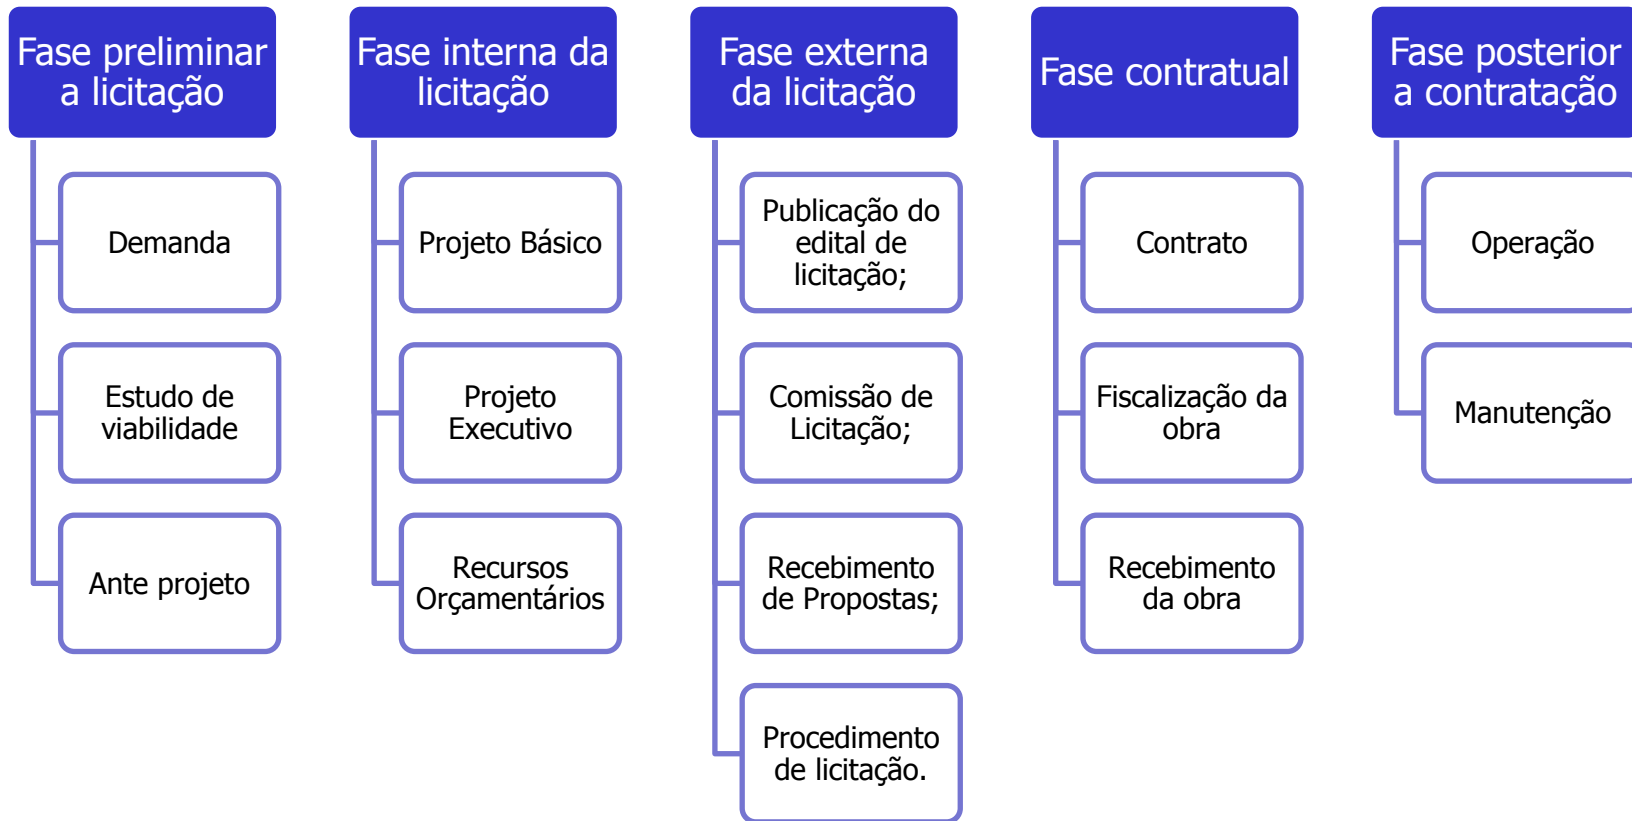 Fase preliminar
a licitação
Demanda
Estudo de
viabilidade
Ante projeto
Fase interna da
licitação
Projeto Básico
Projeto
Executivo
Recursos
Orçamentários
Fase externa
da licitação
Publicação do
edital de
licitação;
Comissão de
Licitação;
Recebimento
de Propostas;
Procedimento
de licitação.
Fase contratual
Contrato
Fiscalização da
obra
Recebimento
da obra
Fase posterior
a contratação
Operação
Manutenção